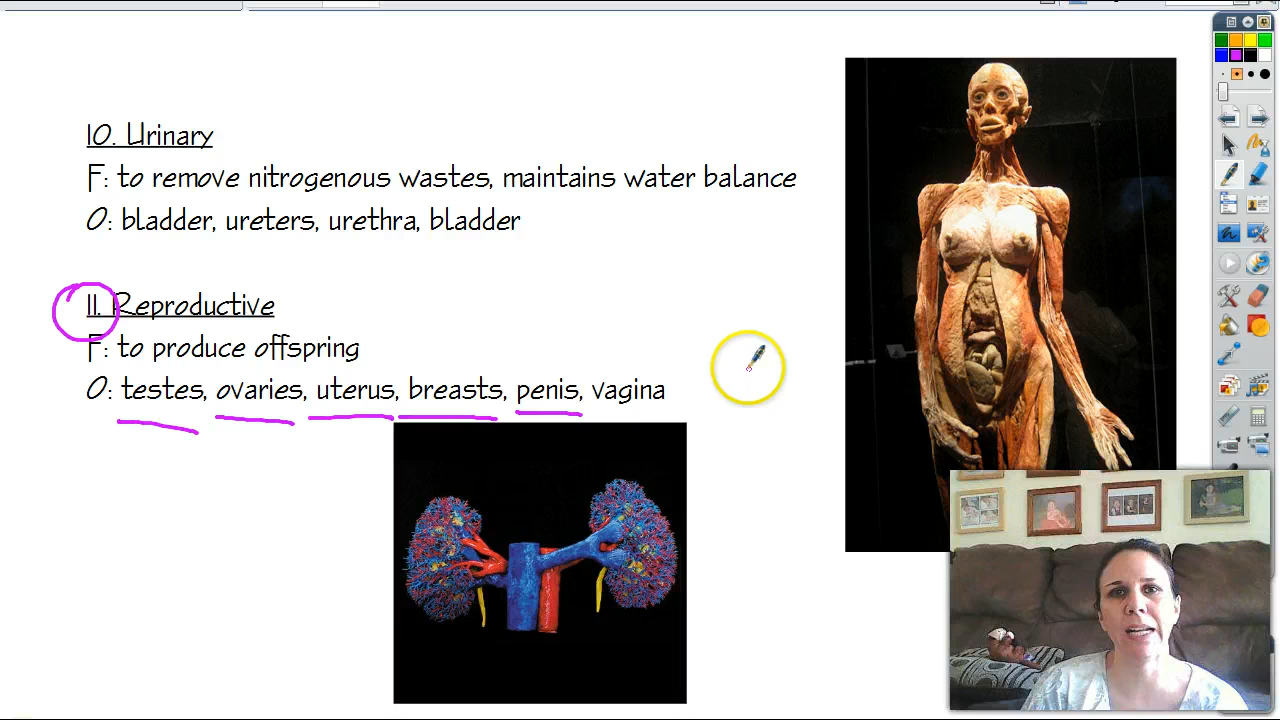 10. Urinary
F: to remove nitrogenous wastes, maintains water balance
O: bladder, ureters, urethra, bladder
11. Reproductive
F: to produce offspring
O: testes, ovaries, uterus, breasts, penis, vagina